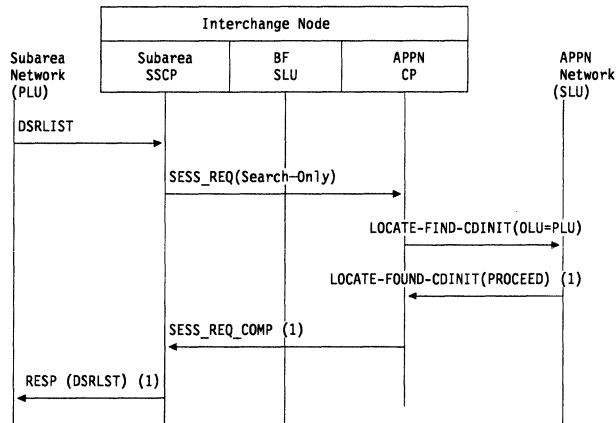 Interchange Node
Subarea
Network
(PLU)
Subarea
SSCP
BF
SLU
APPN
CP
APPN
Network
(SLU)
DSRLIST
SESS_REQ(Search-Only)
LOCATE-FIND-CDINIT(OLU=PLU)
LOCATE-FOUND-CDINIT(PROCEED) (1)
SESS_REQ_COMP (1)
RESP (DSRLST) (1)